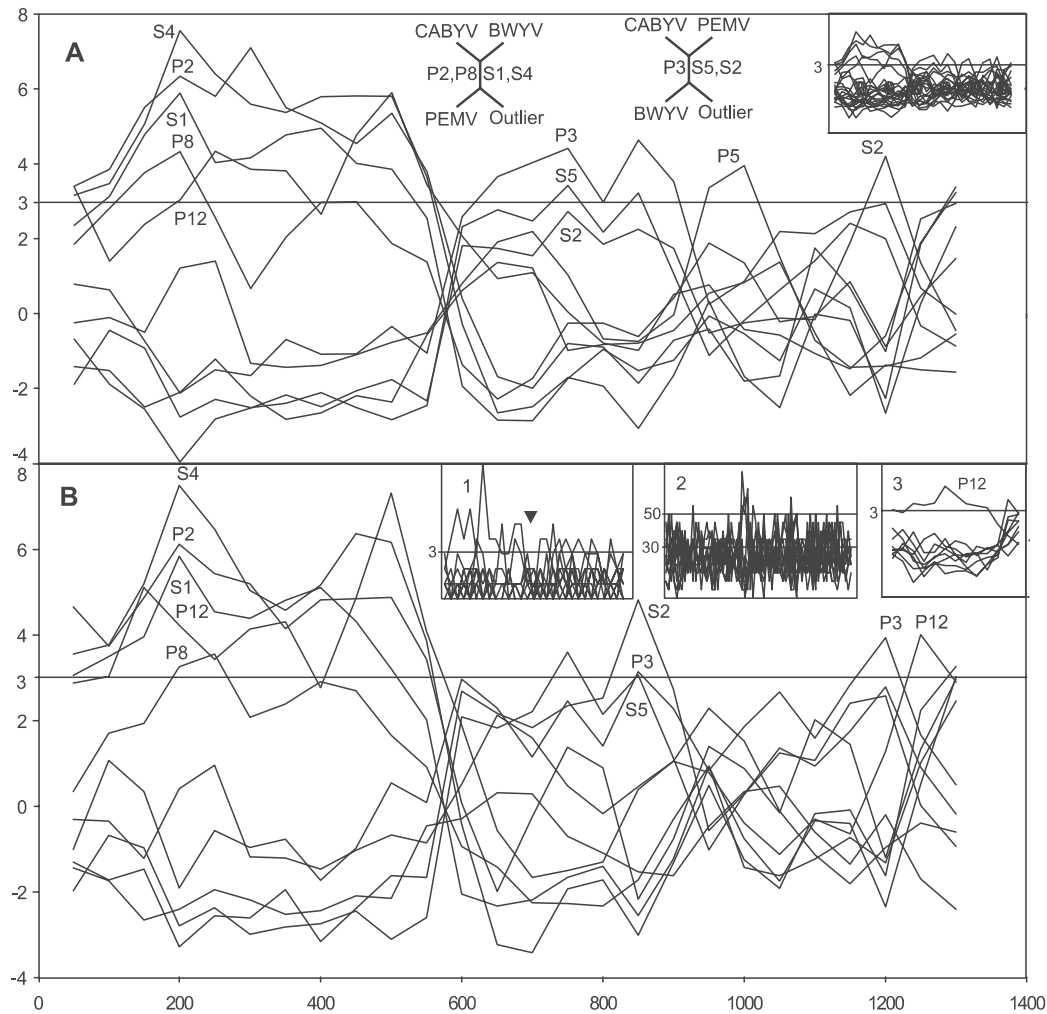 8
A
S4
CABYV BWYV
CABYV PEMV
P2
P2,P8 S1,S4
P3 S5,S2
3
6
S1
PEMV Outlier
BWYV Outlier
P8
P3
P5
S2
4
S5
3
P12
S2
2
0
-2
-4
8
B
S4
1
2
3
P12
3
50
3
30
6
P2
S1
P12
S2
P3 P12
4
P8
P3
3
S5
2
0
-2
-4
0 200 400 600 800 1000 1200 1400